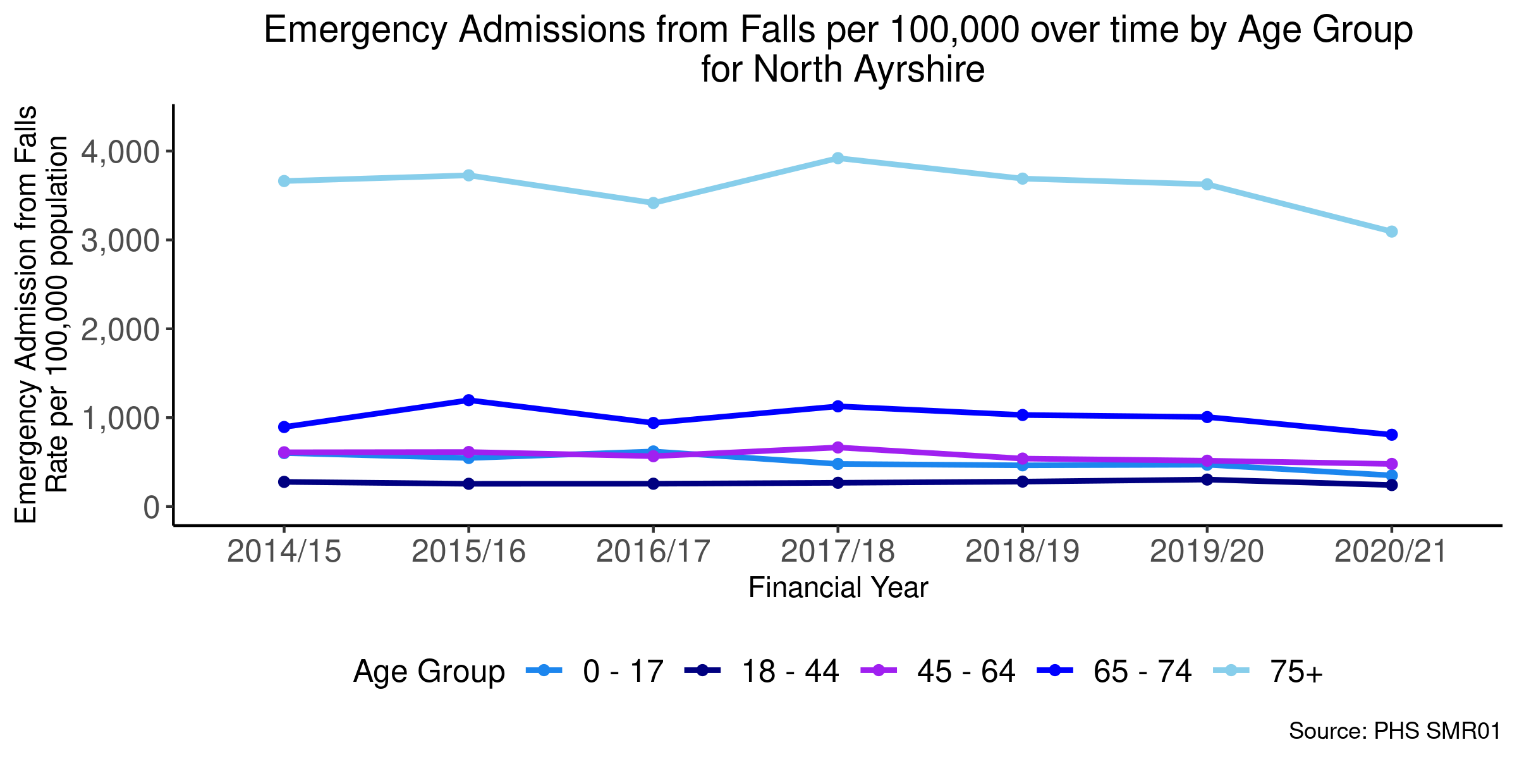 Emergency Admissions from Falls per 100,000 over time by Age Group
for North Ayrshire
Emergency Admission from Falls
Rate per 100,000 population
4,000
3,000
2,000
1,000
0
2014/15 2015/16 2016/17 2017/18 2018/19 2019/20 2020/21
Financial Year
Age Group 0 - 17 18 - 44 45 - 64 65 - 74 75+
Source: PHS SMR01